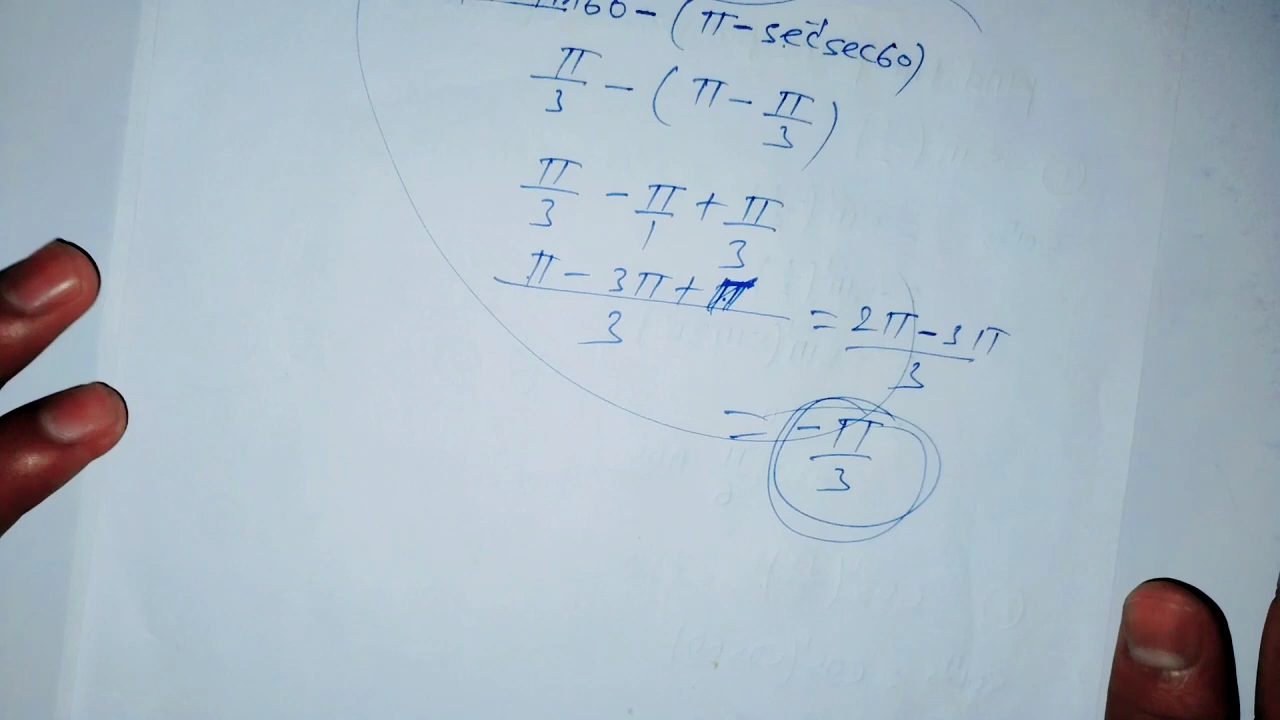 60 - (π - sec⁻¹sec60)
π/3 - (π - π/3)
π/3 - π/1 + π/3
(π - 3π + π)/3 = (2π - 3π)/3
= -π/3